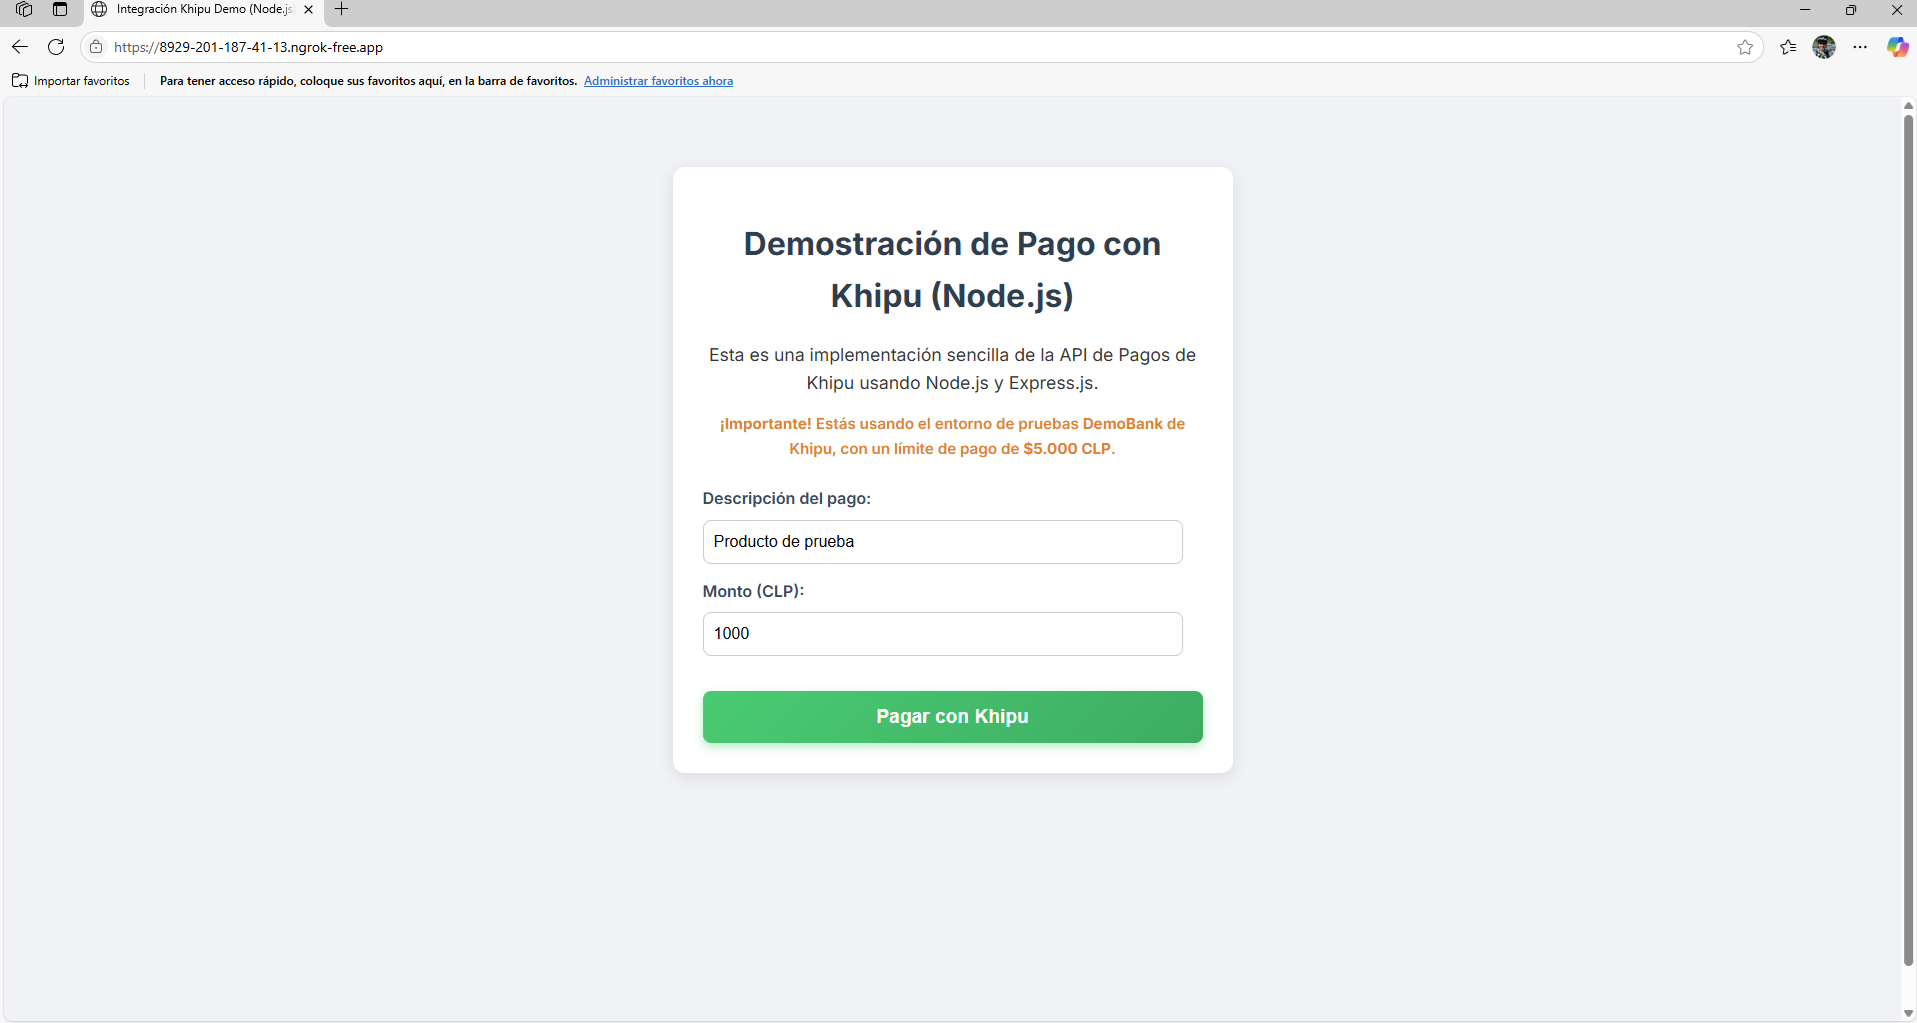 Integración Khipu Demo (Node.js
https://8929-201-187-41-13.ngrok-free.app
Importar favoritos
Para tener acceso rápido, coloque sus favoritos aquí, en la barra de favoritos. Administrar favoritos ahora
Demostración de Pago con
Khipu (Node.js)
Esta es una implementación sencilla de la API de Pagos de
Khipu usando Node.js y Express.js.
¡Importante! Estás usando el entorno de pruebas DemoBank de
Khipu, con un límite de pago de $5.000 CLP.
Descripción del pago:
Producto de prueba
Monto (CLP):
1000
Pagar con Khipu